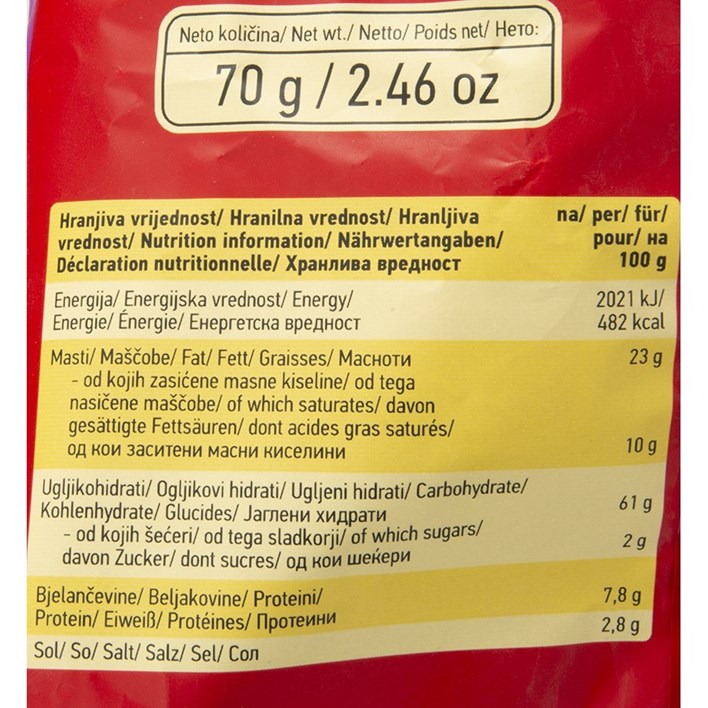 Neto količina/ Net wt./ Netto/ Poids net/ Нето:
70 g / 2.46 oz
Hranjiva vrijednost/ Hranilna vrednost/ Hranljiva
vrednost/ Nutrition information/ Nährwertangaben/
Déclaration nutritionnelle/ Хранлива вредност
na/ per/ für/
pour/ на
100 g
Energija/ Energijska vrednost/ Energy/
Energie/ Énergie/ Енергетска вредност
2021 kJ/
482 kcal
Masti/ Maščobe/ Fat/ Fett/ Graisses/ Масноти
23 g
- od kojih zasićene masne kiseline/ od tega
nasičene maščobe/ of which saturates/ davon
gesättigte Fettsäuren/ dont acides gras saturés/
од кои заситени масни киселини
10 g
Ugljikohidrati/ Ogljikovi hidrati/ Ugljeni hidrati/ Carbohydrate/
Kohlenhydrate/ Glucides/ Јаглени хидрати
61 g
- od kojih šećeri/ od tega sladkorji/ of which sugars/
davon Zucker/ dont sucres/ од кои шеќери
2 g
Bjelančevine/ Beljakovine/ Proteini/
Protein/ Eiweiß/ Protéines/ Протеини
7,8 g
Sol/ So/ Salt/ Salz/ Sel/ Сол
2,8 g